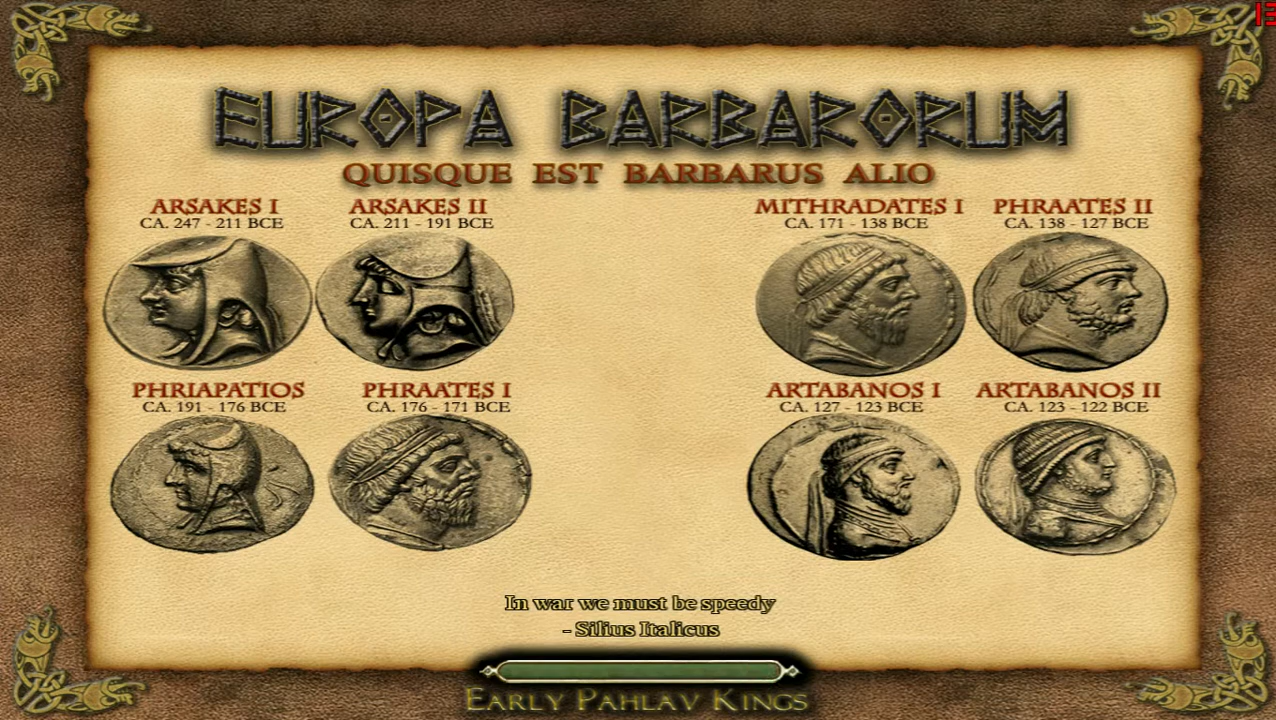 EUROPA BARBARORUM
QUISQUE EST BARBARUS ALIO
ARSAKES I
CA. 247 - 211 BCE
ARSAKES II
CA. 211 - 191 BCE
MITHRADATES I
CA. 171 - 138 BCE
PHRAATES II
CA. 138 - 127 BCE
PHRIAPATIOS
CA. 191 - 176 BCE
PHRAATES I
CA. 176 - 171 BCE
ARTABANOS I
CA. 127 - 123 BCE
ARTABANOS II
CA. 123 - 122 BCE
In war we must be speedy
- Silius Italicus
EARLY PAHLAV KINGS